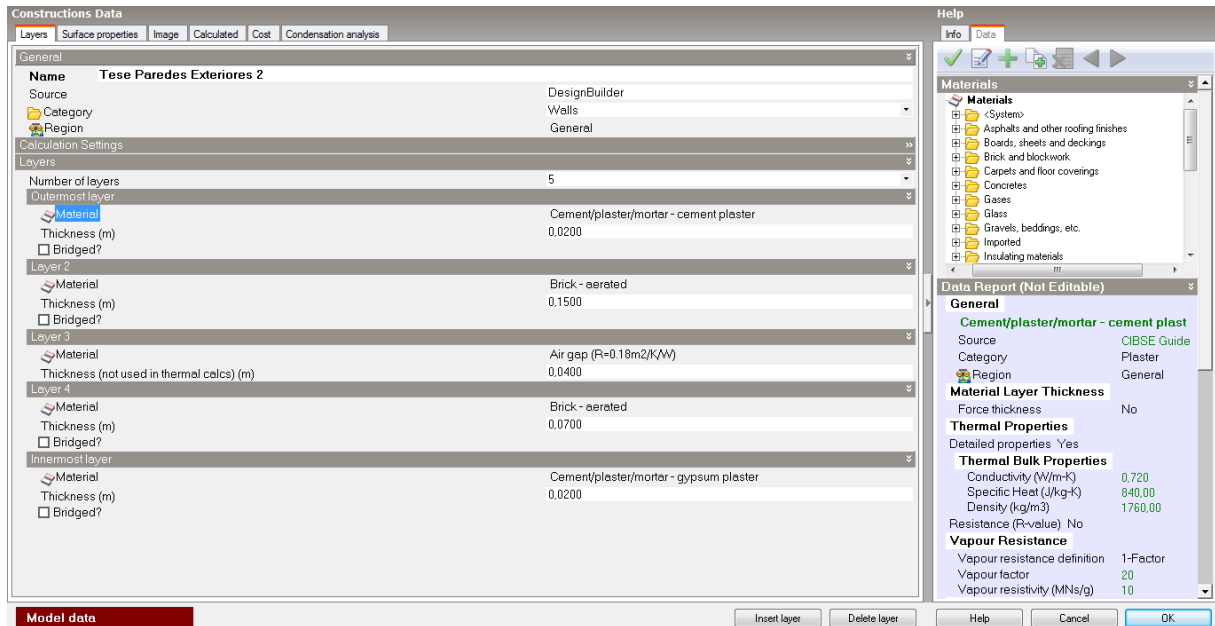 Constructions Data
Layers Surface properties Image Calculated Cost Condensation analysis
General
Name Tese Paredes Exteriores 2
Source DesignBuilder
Category Walls
Region General
Calculation Settings
Layers
Number of layers 5
Outermost layer
Material Cement/plaster/mortar - cement plaster
Thickness (m) 0,0200
Bridged?
Layer 2
Material Brick - aerated
Thickness (m) 0,1500
Bridged?
Layer 3
Material Air gap (R=0.18m2/K/W)
Thickness (not used in thermal calcs) (m) 0,0400
Layer 4
Material Brick - aerated
Thickness (m) 0,0700
Bridged?
Innermost layer
Material Cement/plaster/mortar - gypsum plaster
Thickness (m) 0,0200
Bridged?
Model data
Insert layer Delete layer
Help
Info Data
Materials
Materials
<System>
Asphalts and other roofing finishes
Boards, sheets and deckings
Brick and blockwork
Carpets and floor coverings
Concretes
Gases
Glass
Gravels, beddings, etc.
Imported
Insulating materials
Data Report (Not Editable)
General
Cement/plaster/mortar - cement plast
Source CIBSE Guide
Category Plaster
Region General
Material Layer Thickness
Force thickness No
Thermal Properties
Detailed properties Yes
Thermal Bulk Properties
Conductivity (W/m-K) 0,720
Specific Heat (J/kg-K) 840,00
Density (kg/m3) 1760,00
Resistance (R-value) No
Vapour Resistance
Vapour resistance definition 1-Factor
Vapour factor 20
Vapour resistivity (MNs/g) 10
Help Cancel OK